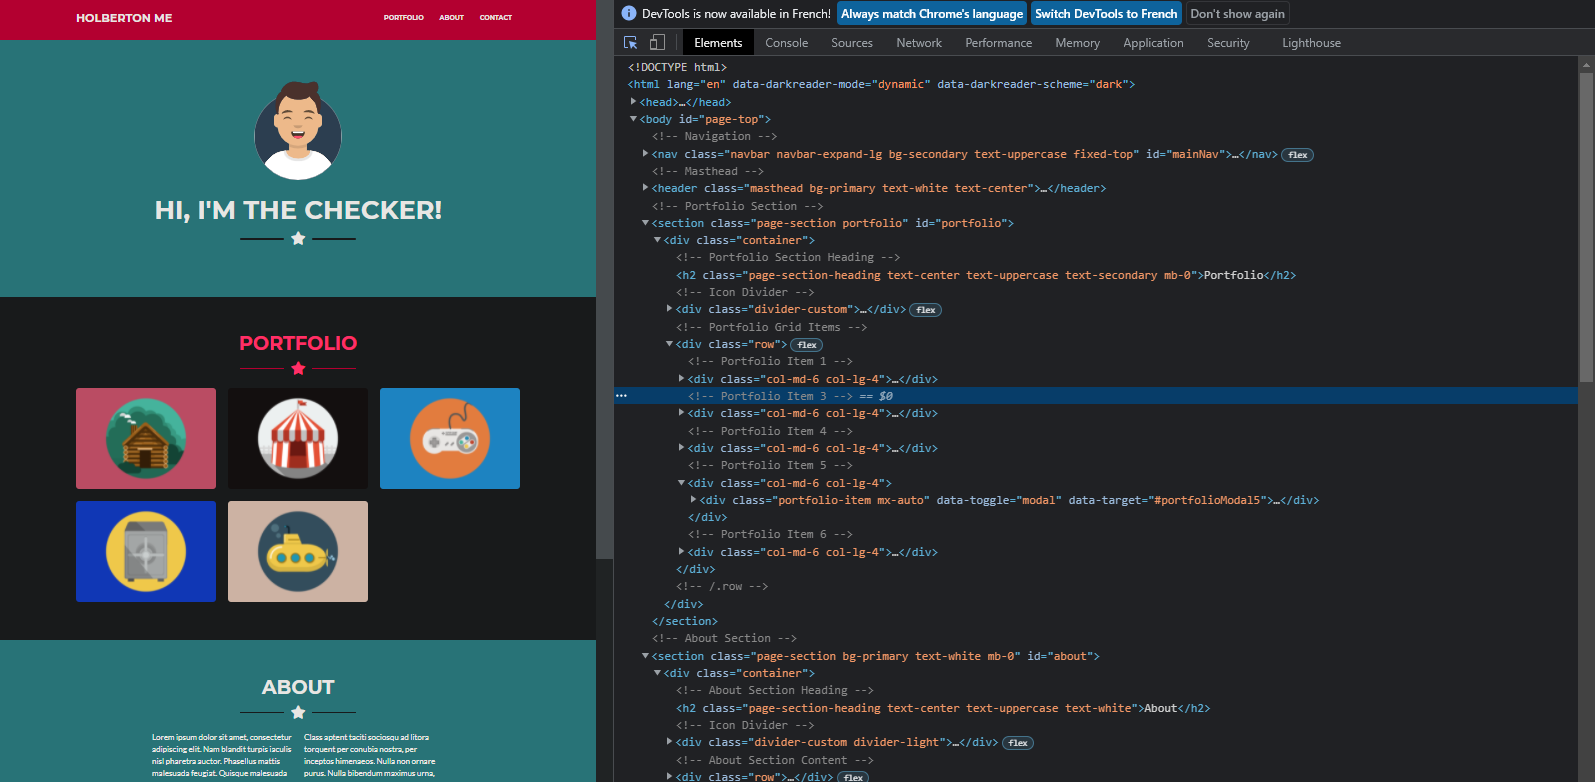 HOLBERTON ME
PORTFOLIO ABOUT CONTACT
HI, I'M THE CHECKER!
PORTFOLIO
ABOUT
Lorem ipsum dolor sit amet, consectetur
adipiscing elit. Nam blandit turpis iaculis
nisl pharetra auctor. Phasellus mattis
malesuada feugiat. Quisque malesuada
Class aptent taciti sociosqu ad litora
torquent per conubia nostra, per
inceptos himenaeos. Nulla non ornare
purus. Nulla bibendum maximus urna,
DevTools is now available in French! Always match Chrome's language Switch DevTools to French Don't show again
Elements Console Sources Network Performance Memory Application Security Lighthouse
<!DOCTYPE html>
<html lang="en" data-darkreader-mode="dynamic" data-darkreader-scheme="dark">
<head>…</head>
<body id="page-top">
<!-- Navigation -->
<nav class="navbar navbar-expand-lg bg-secondary text-uppercase fixed-top" id="mainNav">…</nav> flex
<!-- Masthead -->
<header class="masthead bg-primary text-white text-center">…</header>
<!-- Portfolio Section -->
<section class="page-section portfolio" id="portfolio">
<div class="container">
<!-- Portfolio Section Heading -->
<h2 class="page-section-heading text-center text-uppercase text-secondary mb-0">Portfolio</h2>
<!-- Icon Divider -->
<div class="divider-custom">…</div> flex
<!-- Portfolio Grid Items -->
<div class="row"> flex
<!-- Portfolio Item 1 -->
<div class="col-md-6 col-lg-4">…</div>
<!-- Portfolio Item 3 --> == $0
<div class="col-md-6 col-lg-4">…</div>
<!-- Portfolio Item 4 -->
<div class="col-md-6 col-lg-4">…</div>
<!-- Portfolio Item 5 -->
<div class="col-md-6 col-lg-4">
<div class="portfolio-item mx-auto" data-toggle="modal" data-target="#portfolioModal5">…</div>
</div>
<!-- Portfolio Item 6 -->
<div class="col-md-6 col-lg-4">…</div>
</div>
<!-- /.row -->
</div>
</section>
<!-- About Section -->
<section class="page-section bg-primary text-white mb-0" id="about">
<div class="container">
<!-- About Section Heading -->
<h2 class="page-section-heading text-center text-uppercase text-white">About</h2>
<!-- Icon Divider -->
<div class="divider-custom divider-light">…</div> flex
<!-- About Section Content -->
<div class="row">…</div> flex